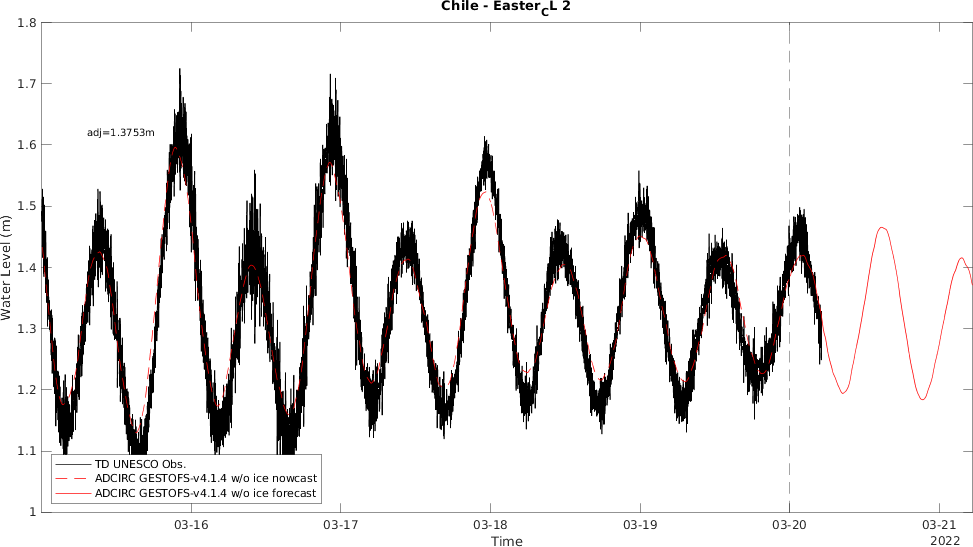 Chile - Easter_CL 2
1.8
1.7
1.6
1.5
1.4
1.3
1.2
1.1
1
Water Level (m)
adj=1.3753m
TD UNESCO Obs.
ADCIRC GESTOFS-v4.1.4 w/o ice nowcast
ADCIRC GESTOFS-v4.1.4 w/o ice forecast
03-16
03-17
03-18
03-19
03-20
03-21
Time
2022